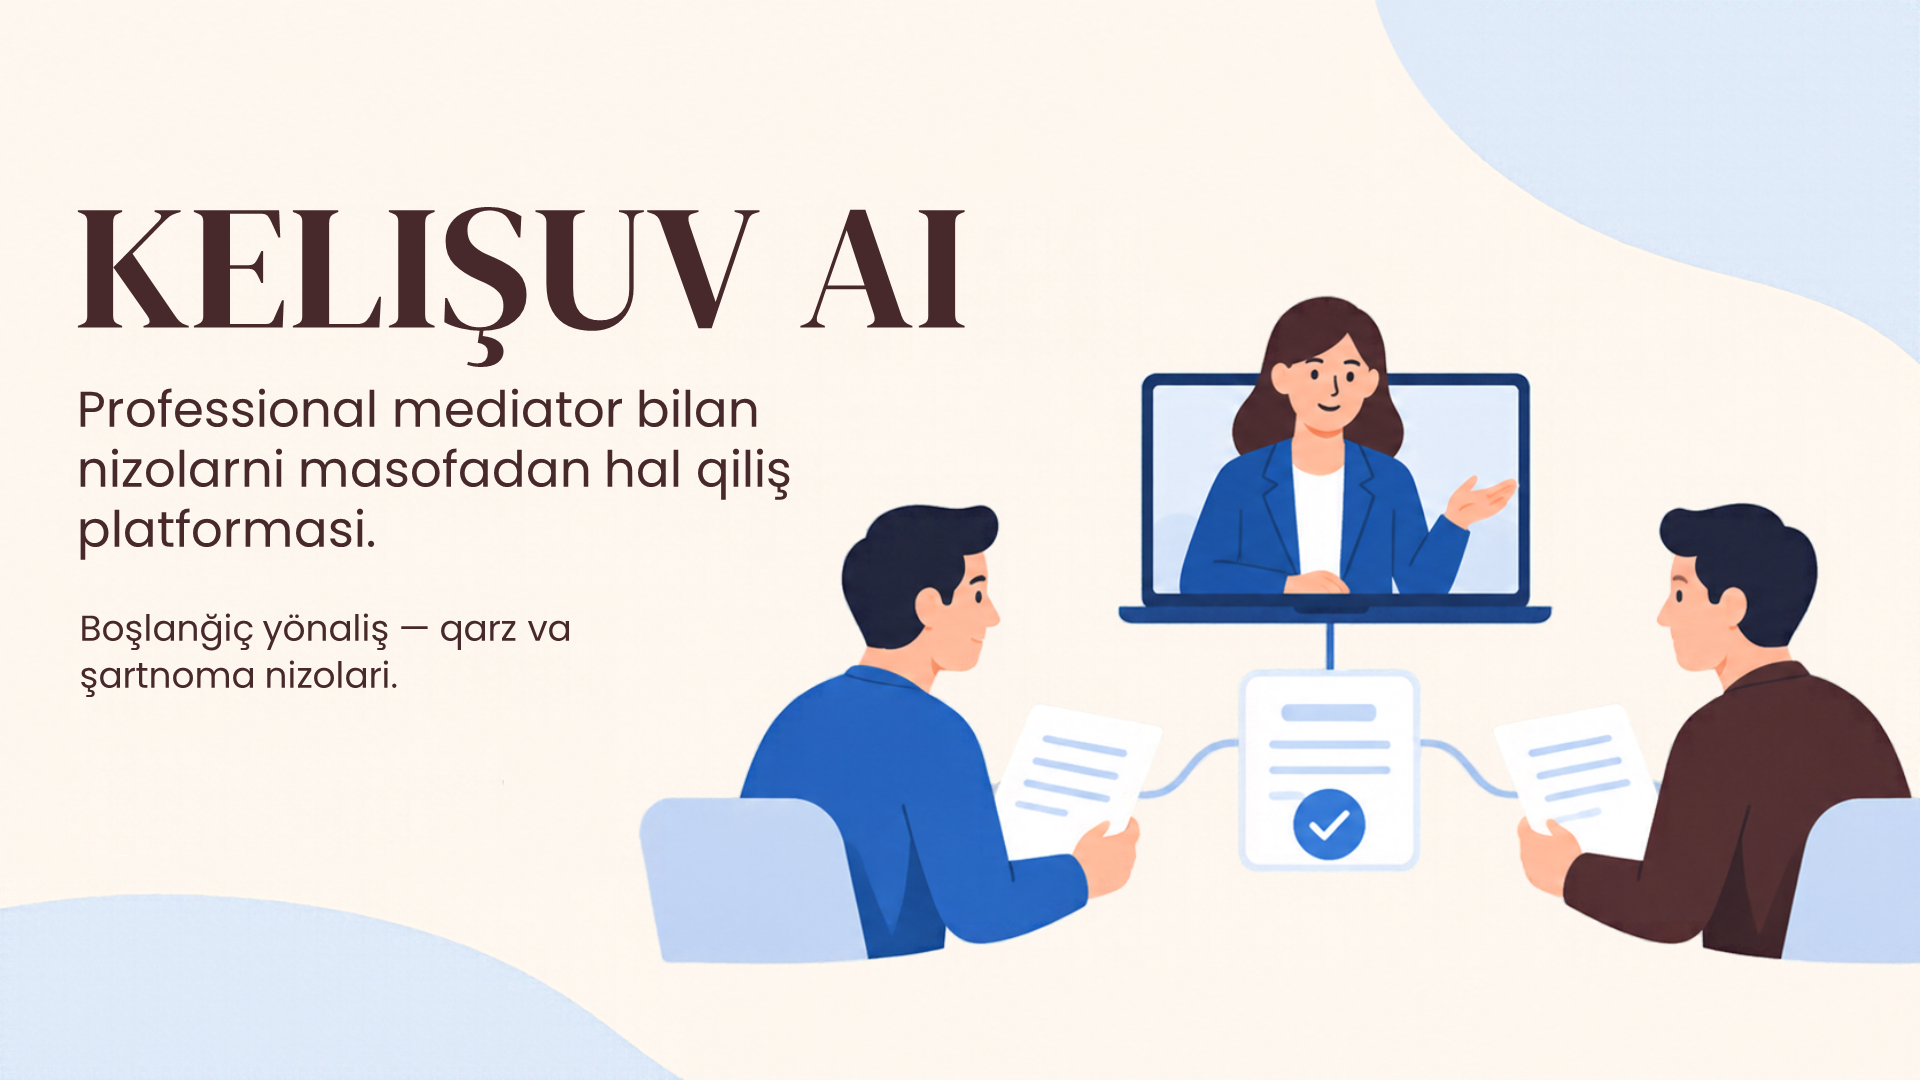 KELIŞUV AI
Professional mediator bilan
nizolarni masofadan hal qiliş
platformasi.
Boşlanğiç yönaliş — qarz va
şartnoma nizolari.